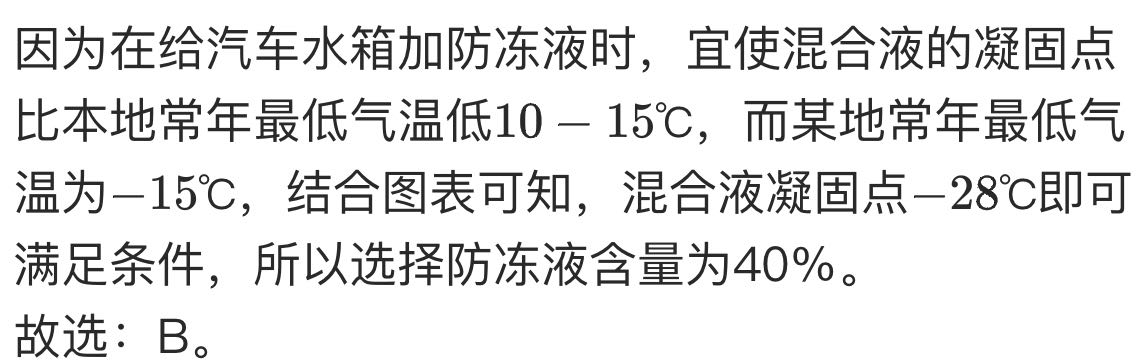 因为在给汽车水箱加防冻液时，宜使混合液的凝固点
比本地常年最低气温低10 − 15℃，而某地常年最低气
温为−15℃，结合图表可知，混合液凝固点−28℃即可
满足条件，所以选择防冻液含量为40%。
故选：B。